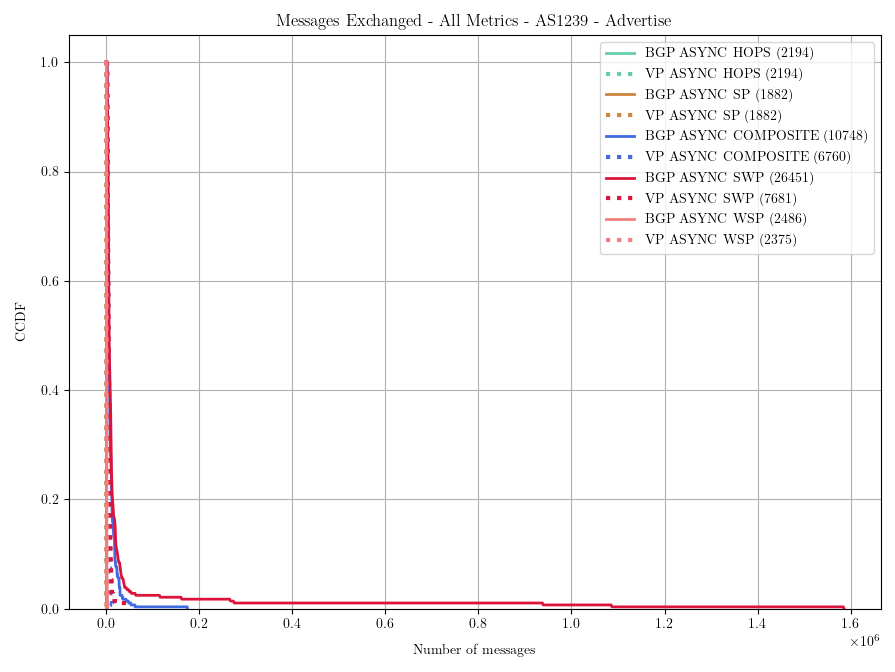 Messages Exchanged - All Metrics - AS1239 - Advertise
BGP ASYNC HOPS (2194)
VP ASYNC HOPS (2194)
BGP ASYNC SP (1882)
VP ASYNC SP (1882)
BGP ASYNC COMPOSITE (10748)
VP ASYNC COMPOSITE (6760)
BGP ASYNC SWP (26451)
VP ASYNC SWP (7681)
BGP ASYNC WSP (2486)
VP ASYNC WSP (2375)
CCDF
1.0
0.8
0.6
0.4
0.2
0.0
0.0 0.2 0.4 0.6 0.8 1.0 1.2 1.4 1.6
×10⁶
Number of messages